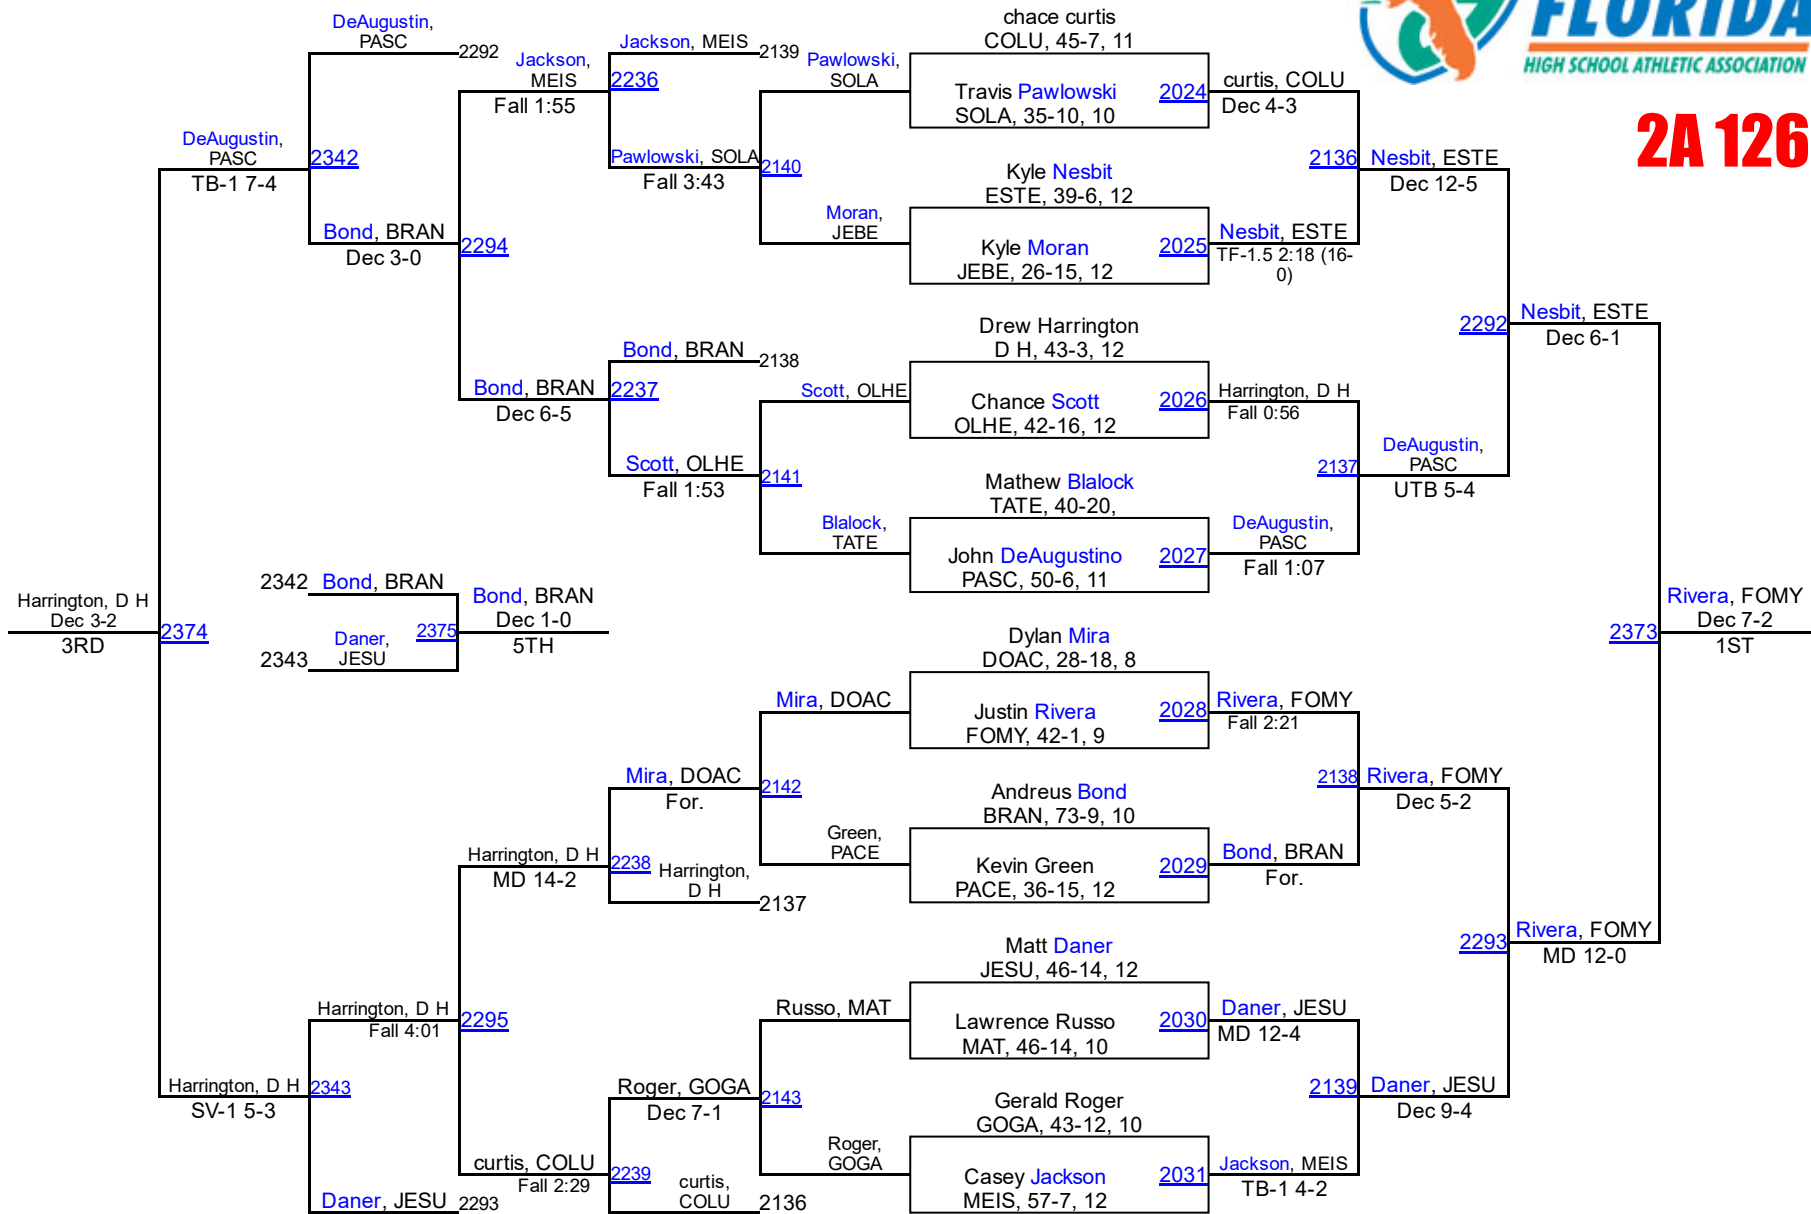 FLORIDA
HIGH SCHOOL ATHLETIC ASSOCIATION
2A 126
DeAugustin,
PASC
2292
Jackson,
MEIS
Fall 1:55
Jackson, MEIS
2139
2236
Pawlowski,
SOLA
DeAugustin,
PASC
TB-1 7-4
2342
Pawlowski, SOLA
Fall 3:43
2140
Bond, BRAN
Dec 3-0
2294
Moran,
JEBE
Bond, BRAN
2138
Bond, BRAN
Dec 6-5
2237
Scott, OLHE
Scott, OLHE
Fall 1:53
2141
Blalock,
TATE
chace curtis
COLU, 45-7, 11
Travis Pawlowski
SOLA, 35-10, 10
2024
curtis, COLU
Dec 4-3
Kyle Nesbit
ESTE, 39-6, 12
2136
Nesbit, ESTE
Dec 12-5
Kyle Moran
JEBE, 26-15, 12
2025
Nesbit, ESTE
TF-1.5 2:18 (16-
0)
Drew Harrington
D H, 43-3, 12
2292
Nesbit, ESTE
Dec 6-1
Chance Scott
OLHE, 42-16, 12
2026
Harrington, D H
Fall 0:56
Mathew Blalock
TATE, 40-20,
2137
DeAugustin,
PASC
UTB 5-4
John DeAugustino
PASC, 50-6, 11
2027
DeAugustin,
PASC
Fall 1:07
Harrington, D H
Dec 3-2
3RD
2374
2342
Bond, BRAN
2343
Daner,
JESU
2375
Bond, BRAN
Dec 1-0
5TH
2373
Rivera, FOMY
Dec 7-2
1ST
Dylan Mira
DOAC, 28-18, 8
Mira, DOAC
Justin Rivera
FOMY, 42-1, 9
2028
Rivera, FOMY
Fall 2:21
Mira, DOAC
For.
2142
Andreus Bond
BRAN, 73-9, 10
2138
Rivera, FOMY
Dec 5-2
Green,
PACE
Kevin Green
PACE, 36-15, 12
2029
Bond, BRAN
For.
Harrington, D H
MD 14-2
2238
Harrington,
D H
2137
Matt Daner
JESU, 46-14, 12
2293
Rivera, FOMY
MD 12-0
Harrington, D H
Fall 4:01
2295
Russo, MAT
Lawrence Russo
MAT, 46-14, 10
2030
Daner, JESU
MD 12-4
Harrington, D H
SV-1 5-3
2343
Roger, GOGA
Dec 7-1
2143
Gerald Roger
GOGA, 43-12, 10
2139
Daner, JESU
Dec 9-4
Roger,
GOGA
curtis, COLU
Fall 2:29
2239
curtis,
COLU
2136
Casey Jackson
MEIS, 57-7, 12
2031
Jackson, MEIS
TB-1 4-2
Daner, JESU
2293